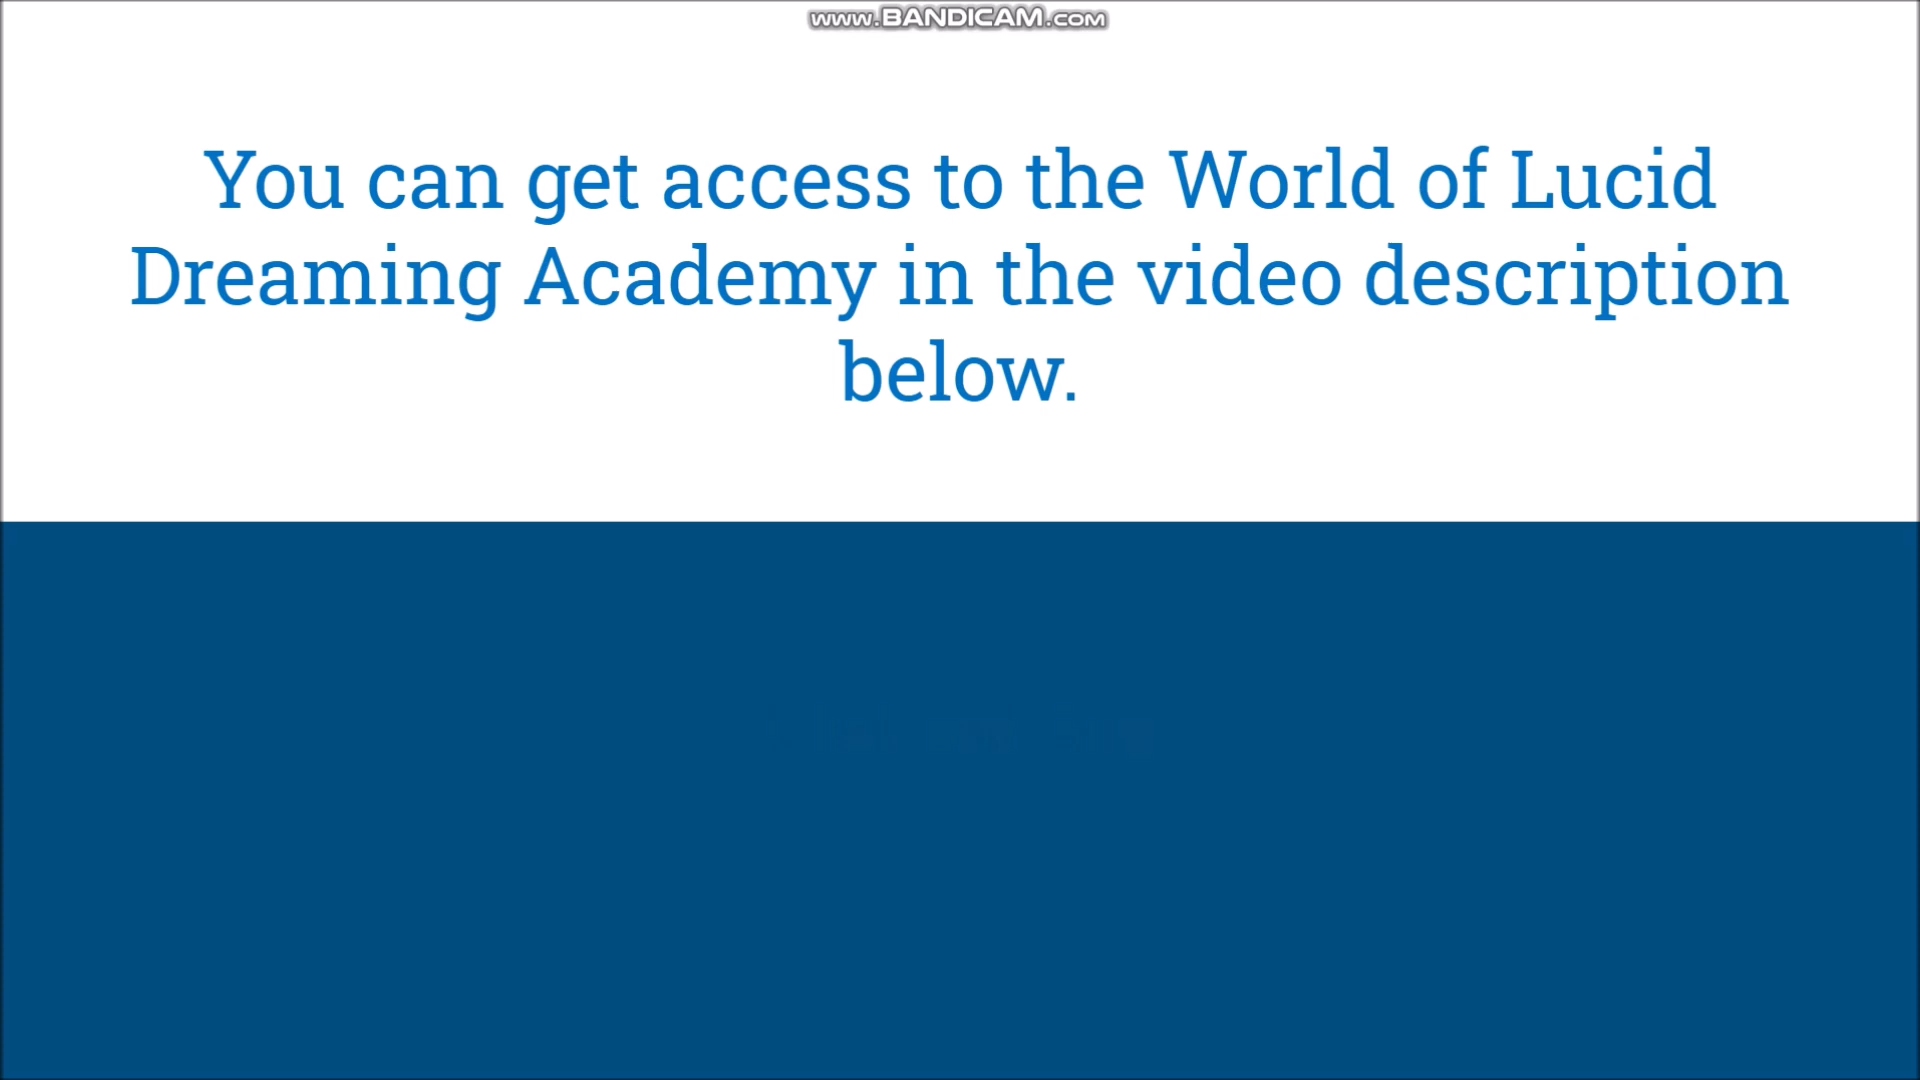 www.BANDICAM.com
You can get access to the World of Lucid
Dreaming Academy in the video description
below.